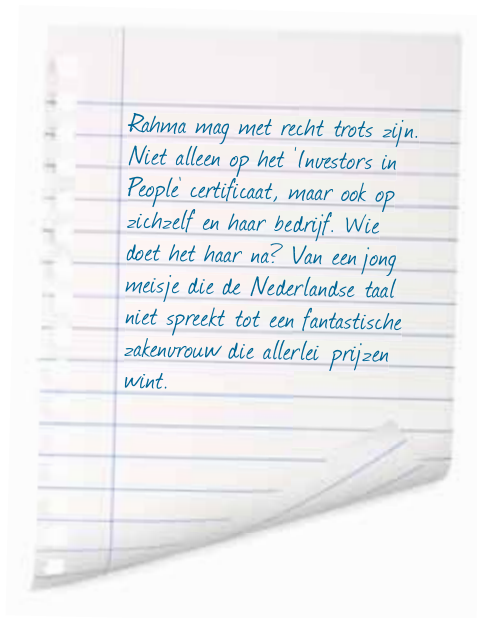 Rahma mag met recht trots zijn.
Niet alleen op het 'Investors in
People' certificaat, maar ook op
zichzelf en haar bedrijf. Wie
doet het haar na? Van een jong
meisje die de Nederlandse taal
niet spreekt tot een fantastische
zakenvrouw die allerlei prijzen
wint.